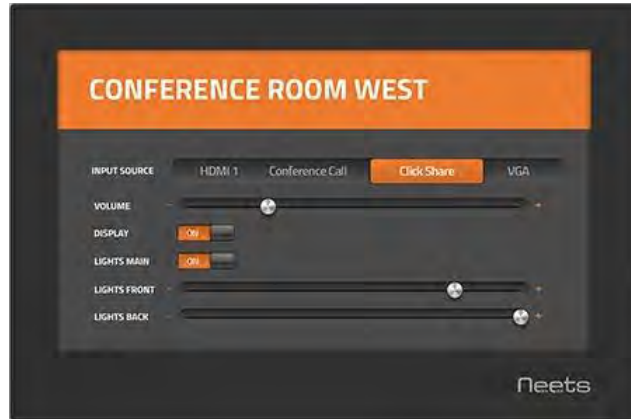 CONFERENCE ROOM WEST
INPUT SOURCE HDMI 1 Conference Call Click Share VGA
VOLUME - +
DISPLAY ON
LIGHTS MAIN ON
LIGHTS FRONT - +
LIGHTS BACK - +
neets